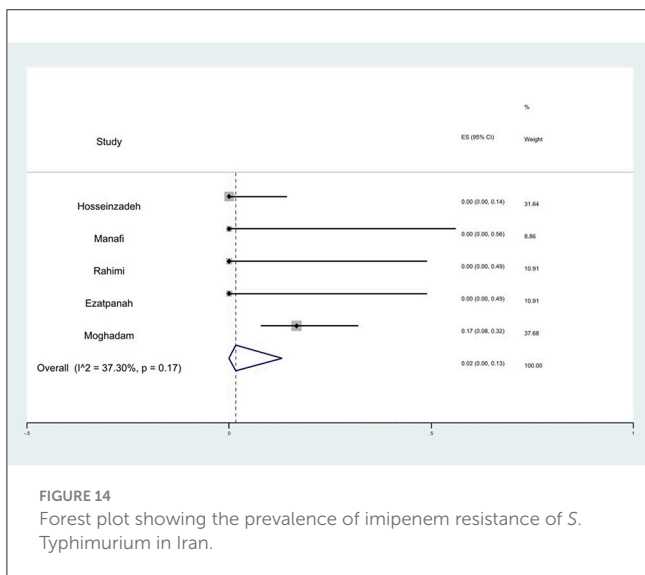 %
Study ES (95% CI) Weight
Hosseinzadeh 0.00 (0.00, 0.14) 31.64
Manafi 0.00 (0.00, 0.56) 8.86
Rahimi 0.00 (0.00, 0.49) 10.91
Ezatpanah 0.00 (0.00, 0.49) 10.91
Moghadam 0.17 (0.08, 0.32) 37.68
Overall (I^2 = 37.30%, p = 0.17) 0.02 (0.00, 0.13) 100.00
-.5 0 .5 1
FIGURE 14
Forest plot showing the prevalence of imipenem resistance of S.
Typhimurium in Iran.